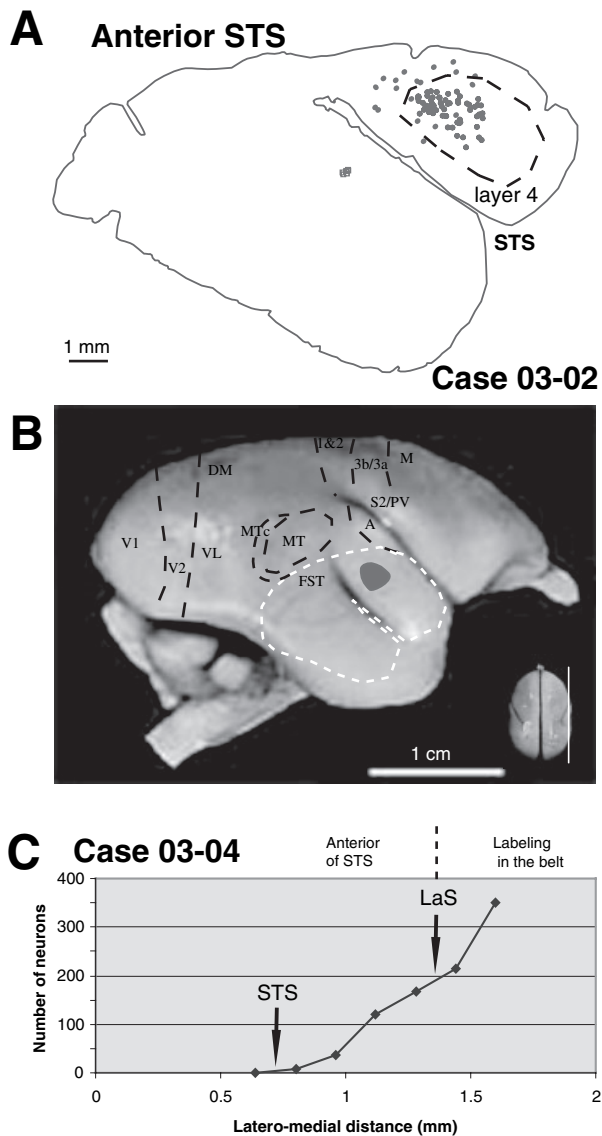 A
Anterior STS
layer 4
STS
1 mm
Case 03-02
B
1&2
3b/3a
M
DM
S2/PV
MTc
A
V1
MT
VL
V2
FST
1 cm
C
Case 03-04
Anterior
of STS
Labeling
in the belt
400
LaS
300
200
STS
100
0
Number of neurons
0
0.5
1
1.5
2
Latero-medial distance (mm)